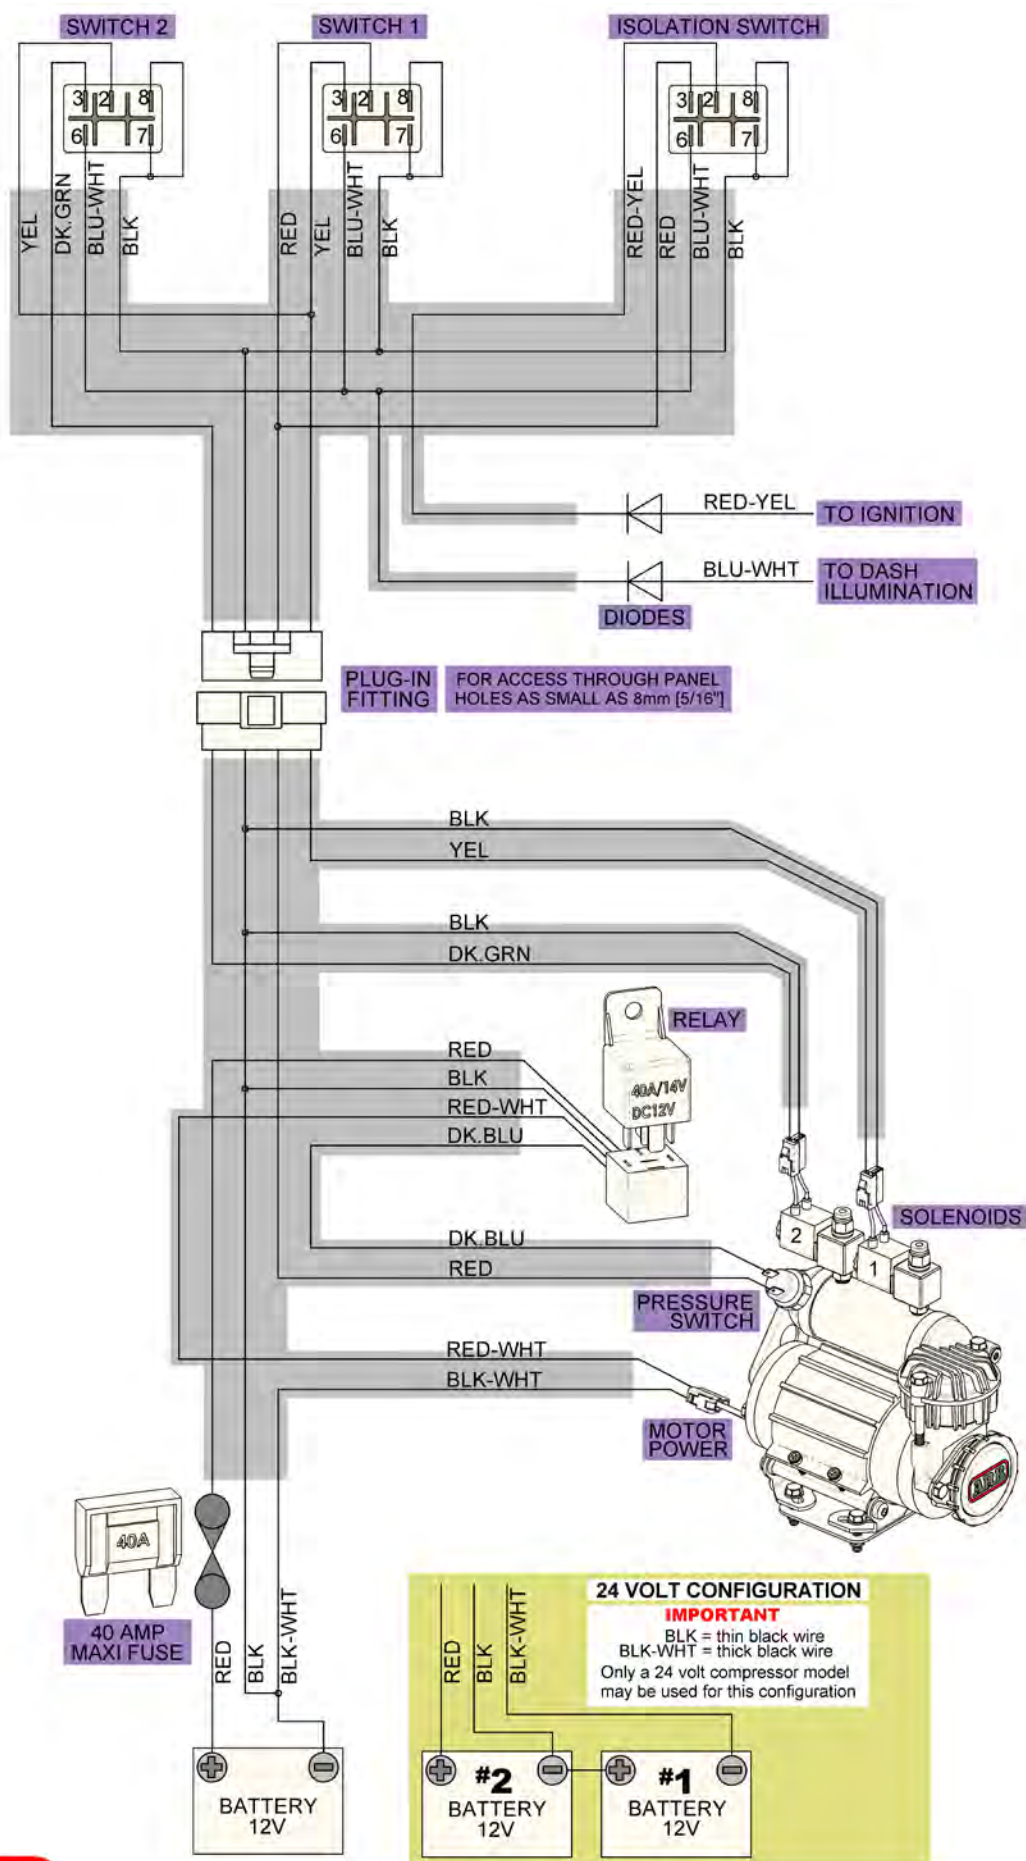 SWITCH 2
SWITCH 1
ISOLATION SWITCH
3 2 8
6 7
3 2 8
6 7
3 2 8
6 7
YEL
DK.GRN
BLU-WHT
BLK
RED
YEL
BLU-WHT
BLK
RED-YEL
RED
BLU-WHT
BLK
RED-YEL
TO IGNITION
BLU-WHT
TO DASH
ILLUMINATION
DIODES
PLUG-IN
FITTING
FOR ACCESS THROUGH PANEL
HOLES AS SMALL AS 8mm [5/16"]
BLK
YEL
BLK
DK.GRN
RELAY
40A/14V
DC12V
RED
BLK
RED-WHT
DK.BLU
SOLENOIDS
2
1
DK.BLU
RED
PRESSURE
SWITCH
RED-WHT
BLK-WHT
MOTOR
POWER
ARB
40A
40 AMP
MAXI FUSE
RED
BLK
BLK-WHT
BATTERY
12V
24 VOLT CONFIGURATION
IMPORTANT
BLK = thin black wire
BLK-WHT = thick black wire
Only a 24 volt compressor model
may be used for this configuration
RED
BLK
BLK-WHT
#2
BATTERY
12V
#1
BATTERY
12V